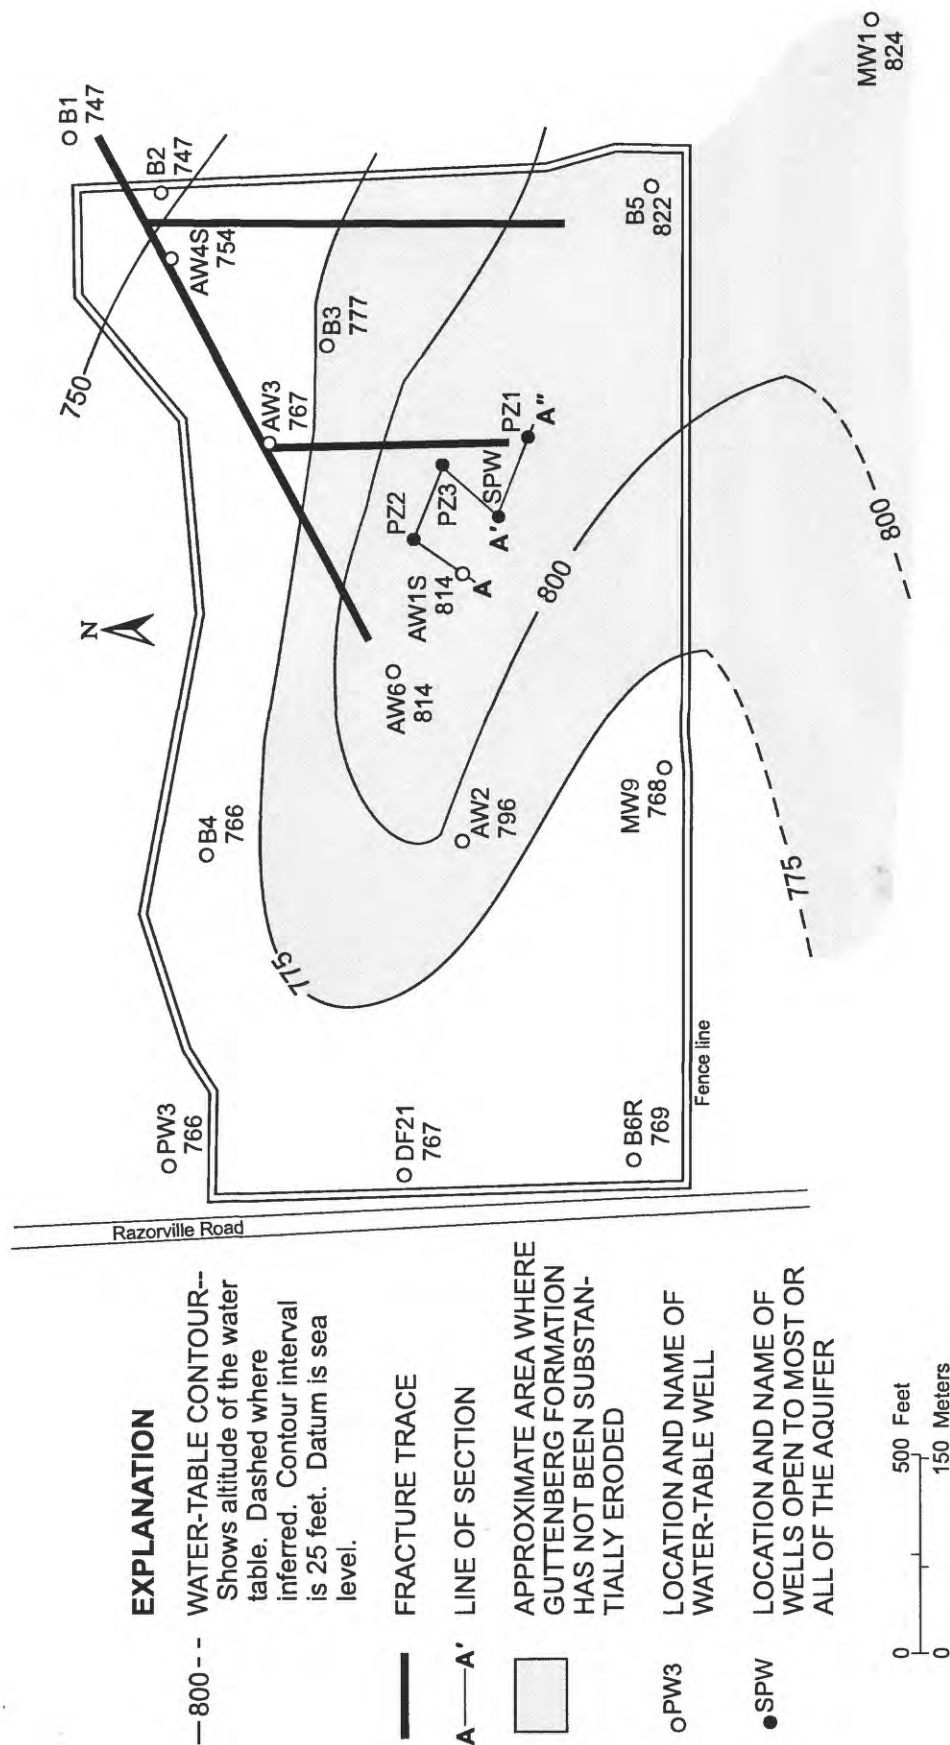 B1
747
B2
747
750
AW4S
754
B3
777
AW3
767
N
PZ2
PZ3
SPW
PZ1
A'
A"
AW1S
814
A
AW6
814
800
B5
822
MW1
824
800
B4
766
AW2
796
MW9
768
775
775
PW3
766
DF21
767
B6R
769
Fence line
Razorville Road
EXPLANATION
—800-- WATER-TABLE CONTOUR--
Shows altitude of the water
table. Dashed where
inferred. Contour interval
is 25 feet. Datum is sea
level.
FRACTURE TRACE
A—A' LINE OF SECTION
APPROXIMATE AREA WHERE
GUTTENBERG FORMATION
HAS NOT BEEN SUBSTAN-
TIALLY ERODED
PW3 LOCATION AND NAME OF
WATER-TABLE WELL
SPW LOCATION AND NAME OF
WELLS OPEN TO MOST OR
ALL OF THE AQUIFER
0 500 Feet
0 150 Meters